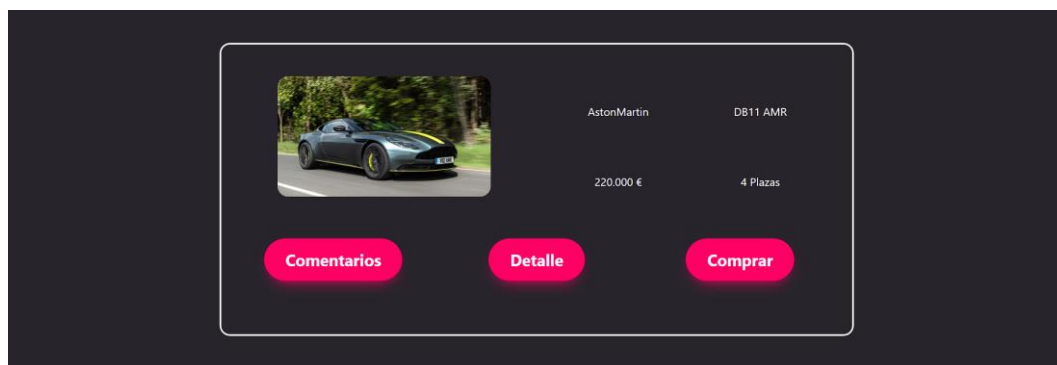 AstonMartin DB11 AMR
220.000 € 4 Plazas
Comentarios Detalle Comprar